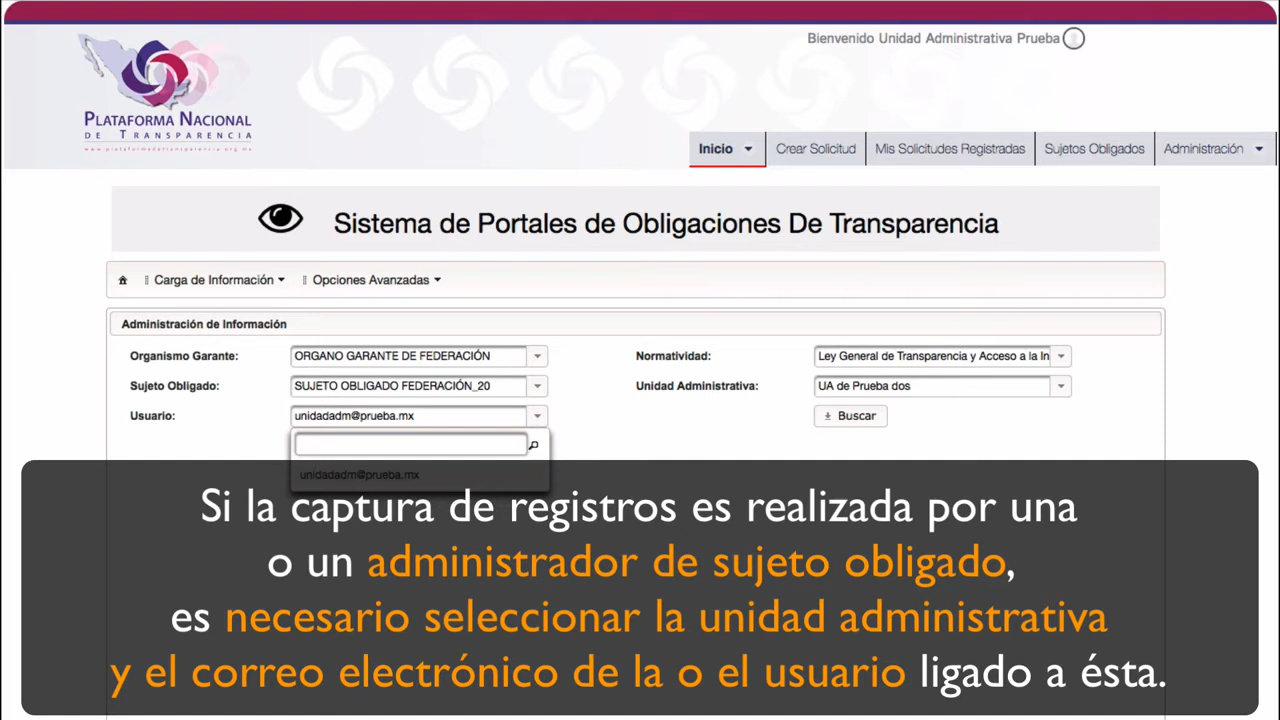 Bienvenido Unidad Administrativa Prueba
PLATAFORMA NACIONAL
DE TRANSPARENCIA
www.plataformadetransparencia.org.mx
Inicio Crear Solicitud Mis Solicitudes Registradas Sujetos Obligados Administración
Sistema de Portales de Obligaciones De Transparencia
Carga de Información Opciones Avanzadas
Administración de Información
Organismo Garante: ORGANO GARANTE DE FEDERACIÓN Normatividad: Ley General de Transparencia y Acceso a la In
Sujeto Obligado: SUJETO OBLIGADO FEDERACIÓN_20 Unidad Administrativa: UA de Prueba dos
Usuario: unidadadm@prueba.mx Buscar
unidadadm@prueba.mx
Si la captura de registros es realizada por una
o un administrador de sujeto obligado,
es necesario seleccionar la unidad administrativa
y el correo electrónico de la o el usuario ligado a ésta.